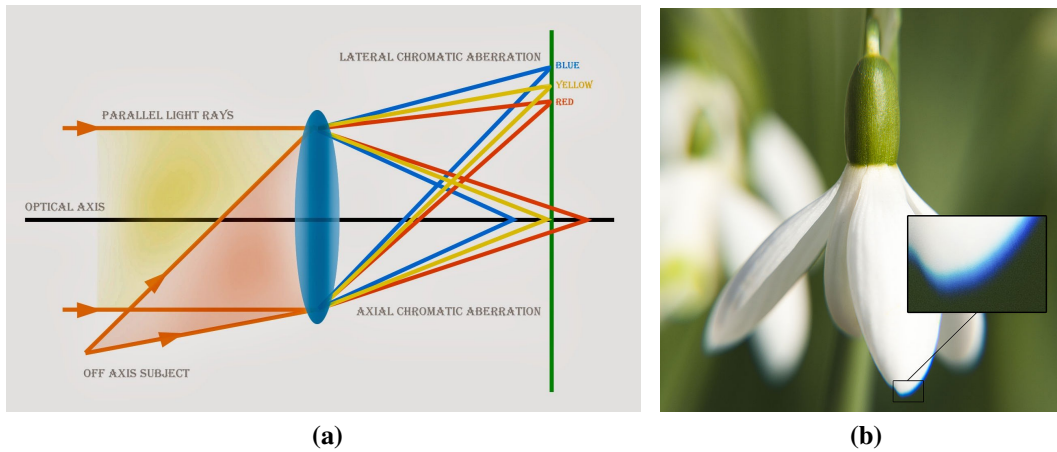 LATERAL CHROMATIC ABERRATION
BLUE
YELLOW
RED
PARALLEL LIGHT RAYS
OPTICAL AXIS
AXIAL CHROMATIC ABERRATION
OFF AXIS SUBJECT
(a)
(b)